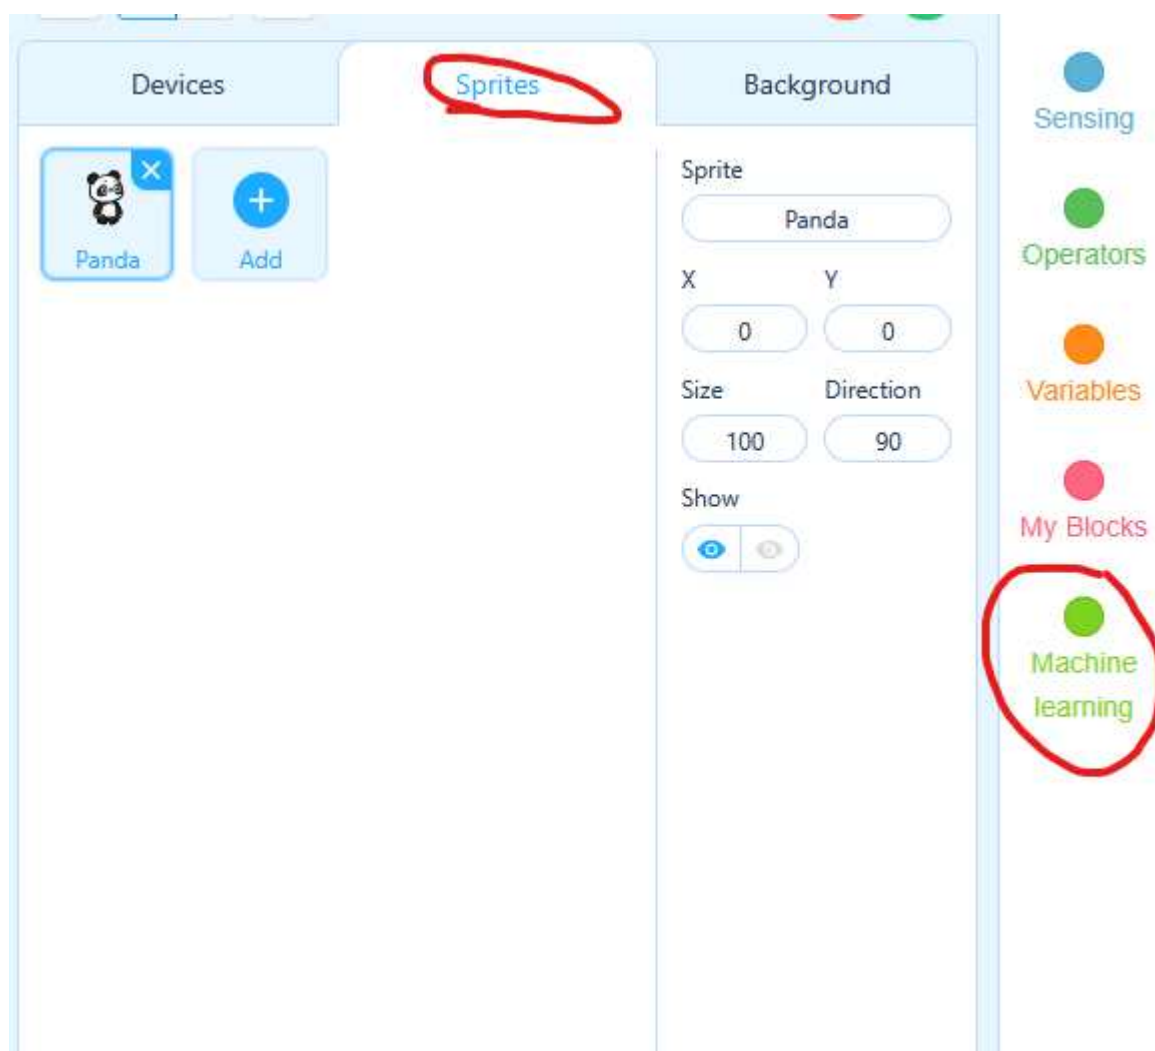 Devices
Sprites
Background
Panda
Add
Sprite
Panda
X Y
0 0
Size Direction
100 90
Show
Sensing
Operators
Variables
My Blocks
Machine
learning